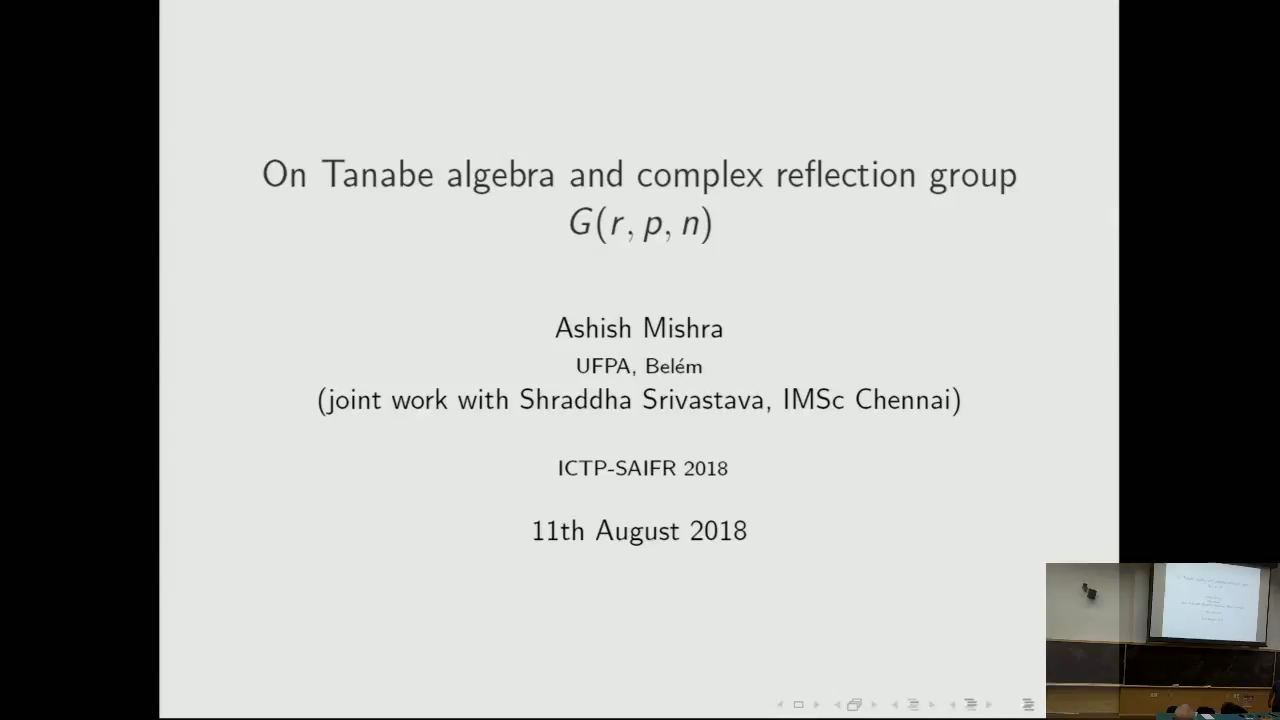 On Tanabe algebra and complex reflection group
G(r, p, n)
Ashish Mishra
UFPA, Belém
(joint work with Shraddha Srivastava, IMSc Chennai)
ICTP-SAIFR 2018
11th August 2018